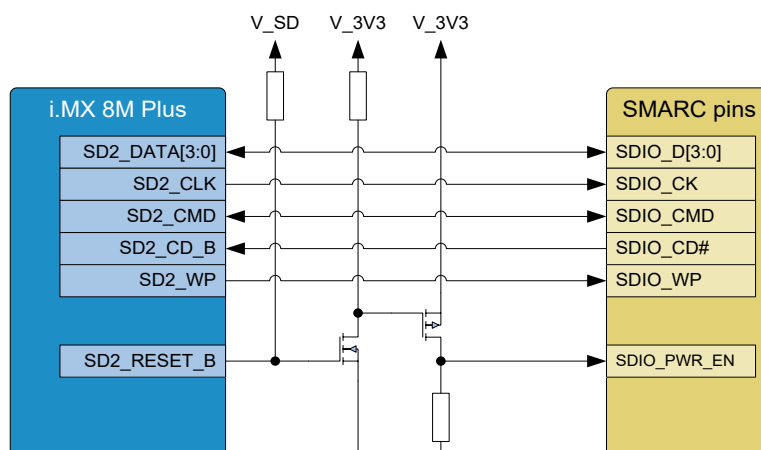 V_SD V_3V3 V_3V3
i.MX 8M Plus SMARC pins
SD2_DATA[3:0] SDIO_D[3:0]
SD2_CLK SDIO_CK
SD2_CMD SDIO_CMD
SD2_CD_B SDIO_CD#
SD2_WP SDIO_WP
SD2_RESET_B SDIO_PWR_EN